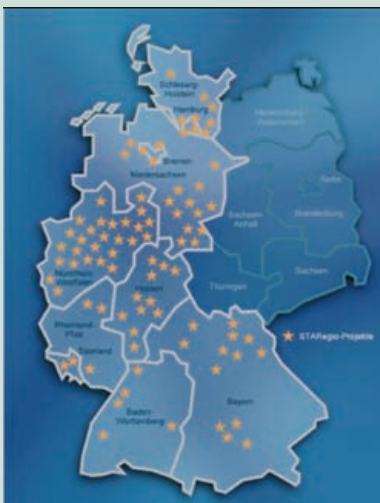 Schleswig-
Holstein
Hamburg
Mecklenburg-
Vorpommern
Bremen
Niedersachsen
Berlin
Brandenburg
Sachsen-
Anhalt
Nordrhein-
Westfalen
Sachsen
Hessen
Thüringen
Rheinland-
Pfalz
STARegio-Projekte
Saarland
Bayern
Baden-
Württemberg